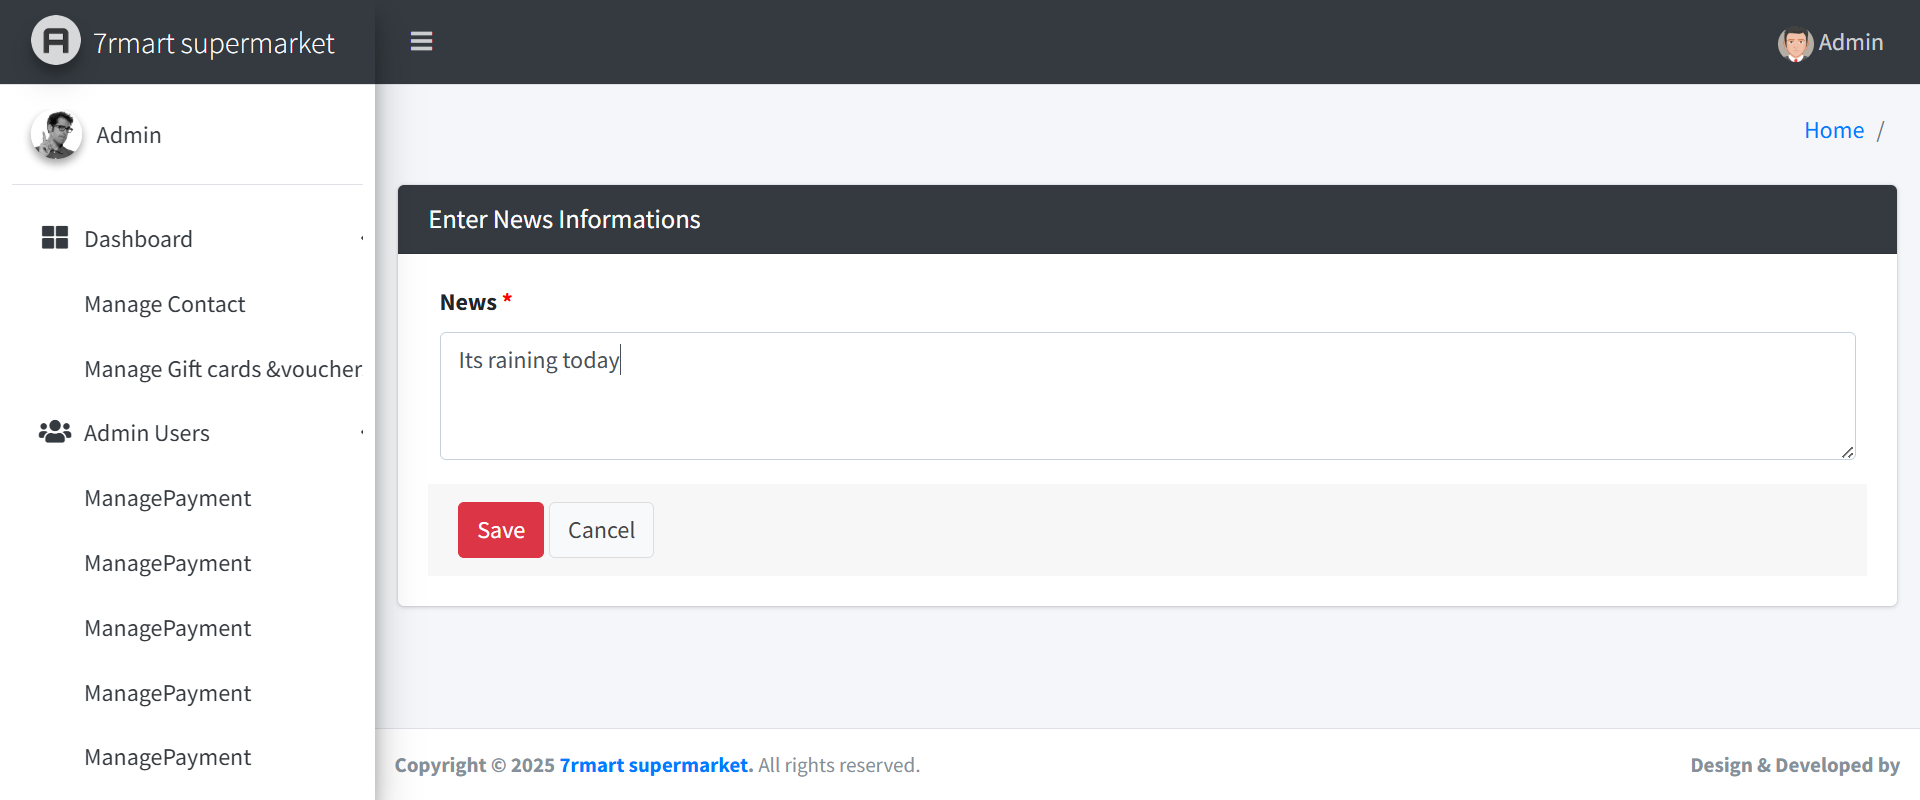 7rmart supermarket
Admin
Admin
Home /
Dashboard
Manage Contact
Manage Gift cards &voucher
Admin Users
ManagePayment
ManagePayment
ManagePayment
ManagePayment
ManagePayment
Enter News Informations
News *
Its raining today
Save Cancel
Copyright © 2025 7rmart supermarket. All rights reserved.
Design & Developed by